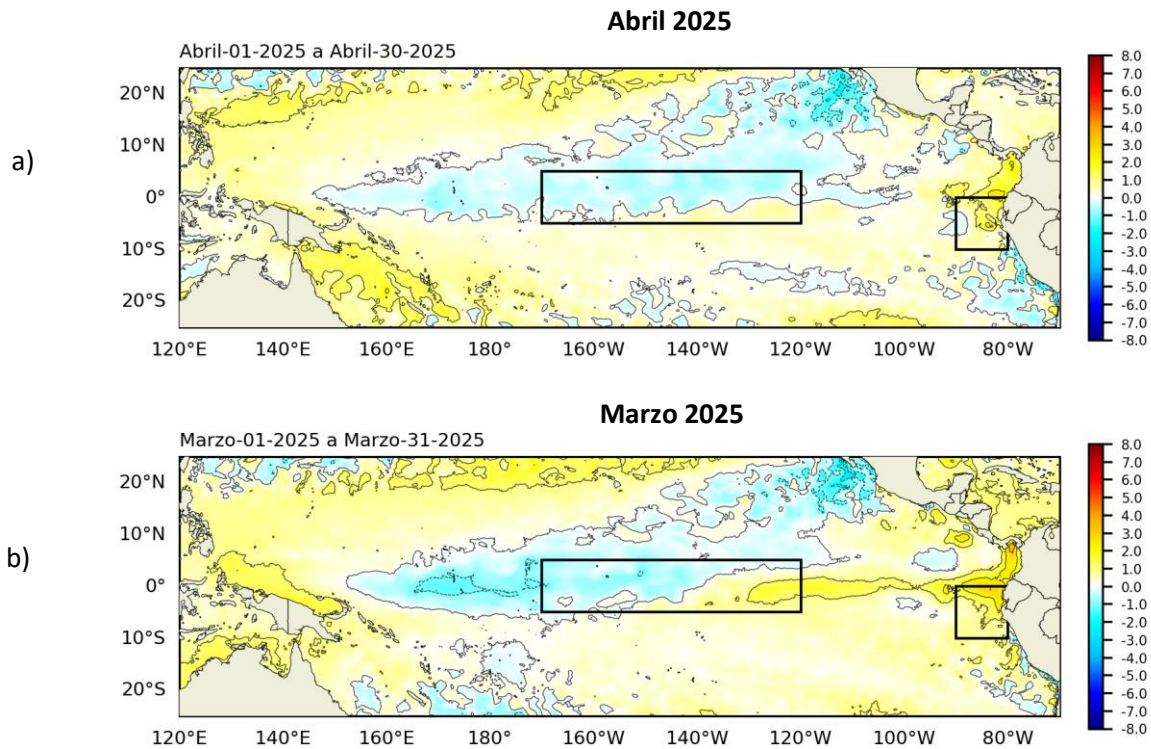 Abril 2025
Abril-01-2025 a Abril-30-2025
a)
20°N
10°N
0°
10°S
20°S
120°E 140°E 160°E 180° 160°W 140°W 120°W 100°W 80°W
8.0
7.0
6.0
5.0
4.0
3.0
2.0
1.0
0.0
-1.0
-2.0
-3.0
-4.0
-5.0
-6.0
-7.0
-8.0
Marzo 2025
Marzo-01-2025 a Marzo-31-2025
b)
20°N
10°N
0°
10°S
20°S
120°E 140°E 160°E 180° 160°W 140°W 120°W 100°W 80°W
8.0
7.0
6.0
5.0
4.0
3.0
2.0
1.0
0.0
-1.0
-2.0
-3.0
-4.0
-5.0
-6.0
-7.0
-8.0